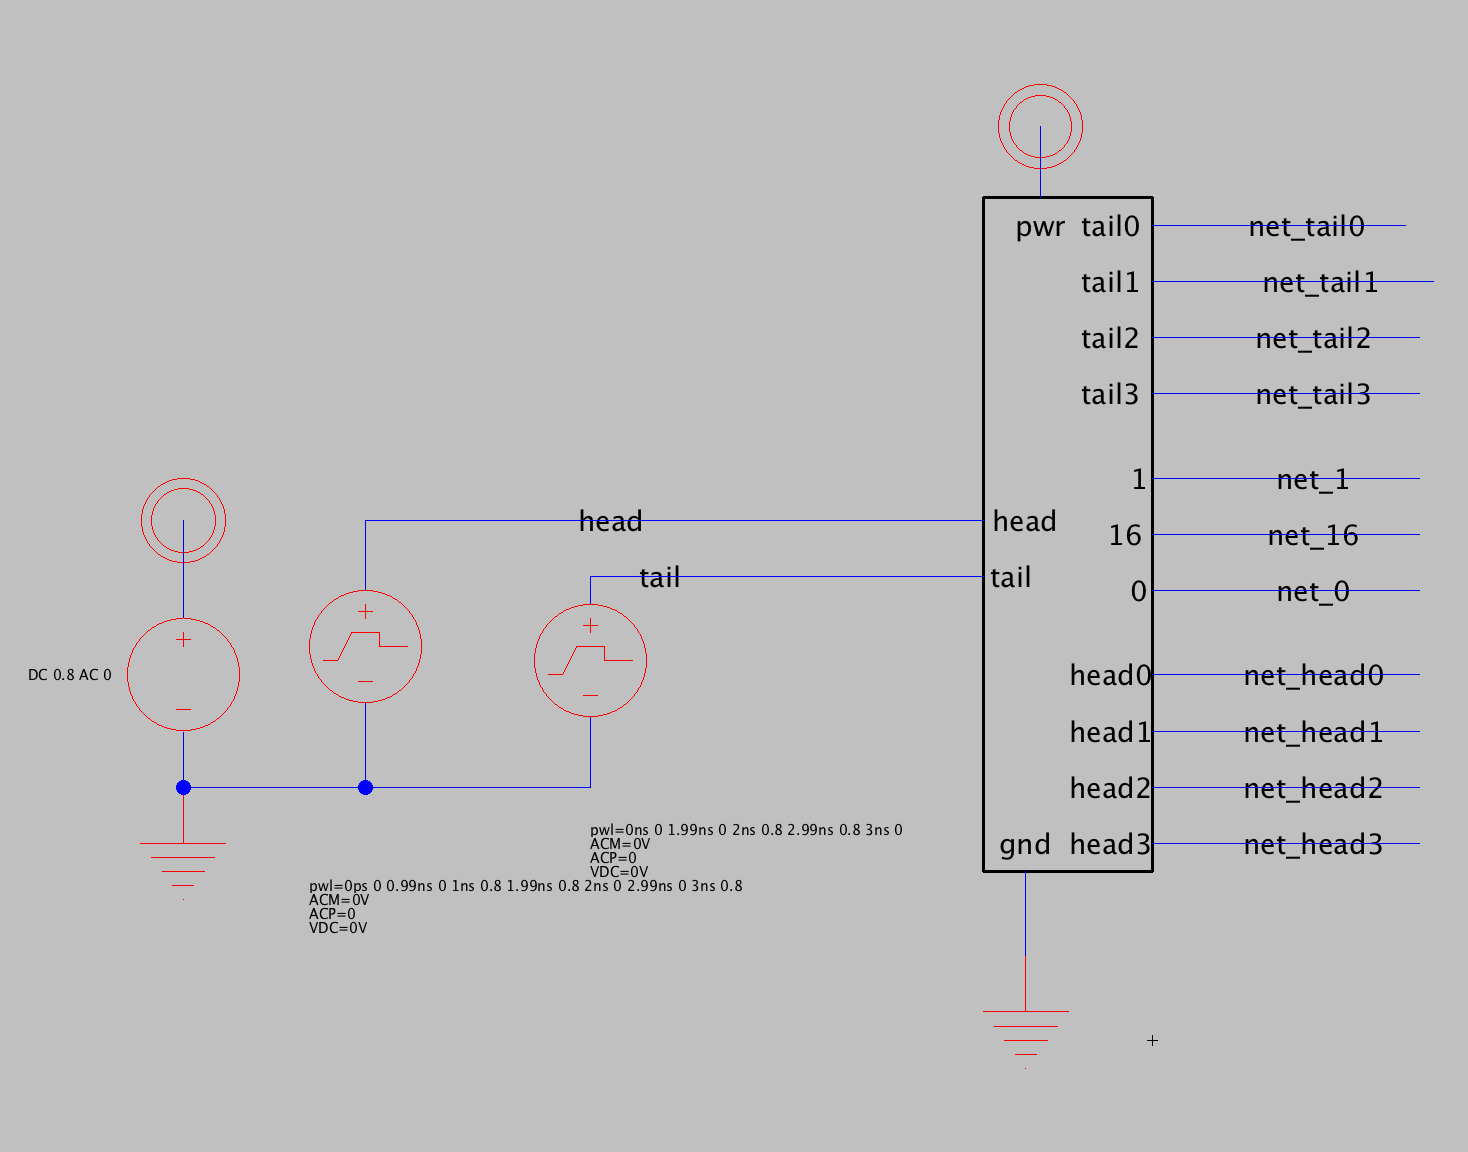 pwr tail0 net_tail0
tail1 net_tail1
tail2 net_tail2
tail3 net_tail3
1 net_1
head head
16 net_16
tail tail
0 net_0
DC 0.8 AC 0
head0 net_head0
head1 net_head1
head2 net_head2
gnd head3 net_head3
pwl=0ns 0 1.99ns 0 2ns 0.8 2.99ns 0.8 3ns 0
ACM=0V
ACP=0
VDC=0V
pwl=0ps 0 0.99ns 0 1ns 0.8 1.99ns 0.8 2ns 0 2.99ns 0 3ns 0.8
ACM=0V
ACP=0
VDC=0V